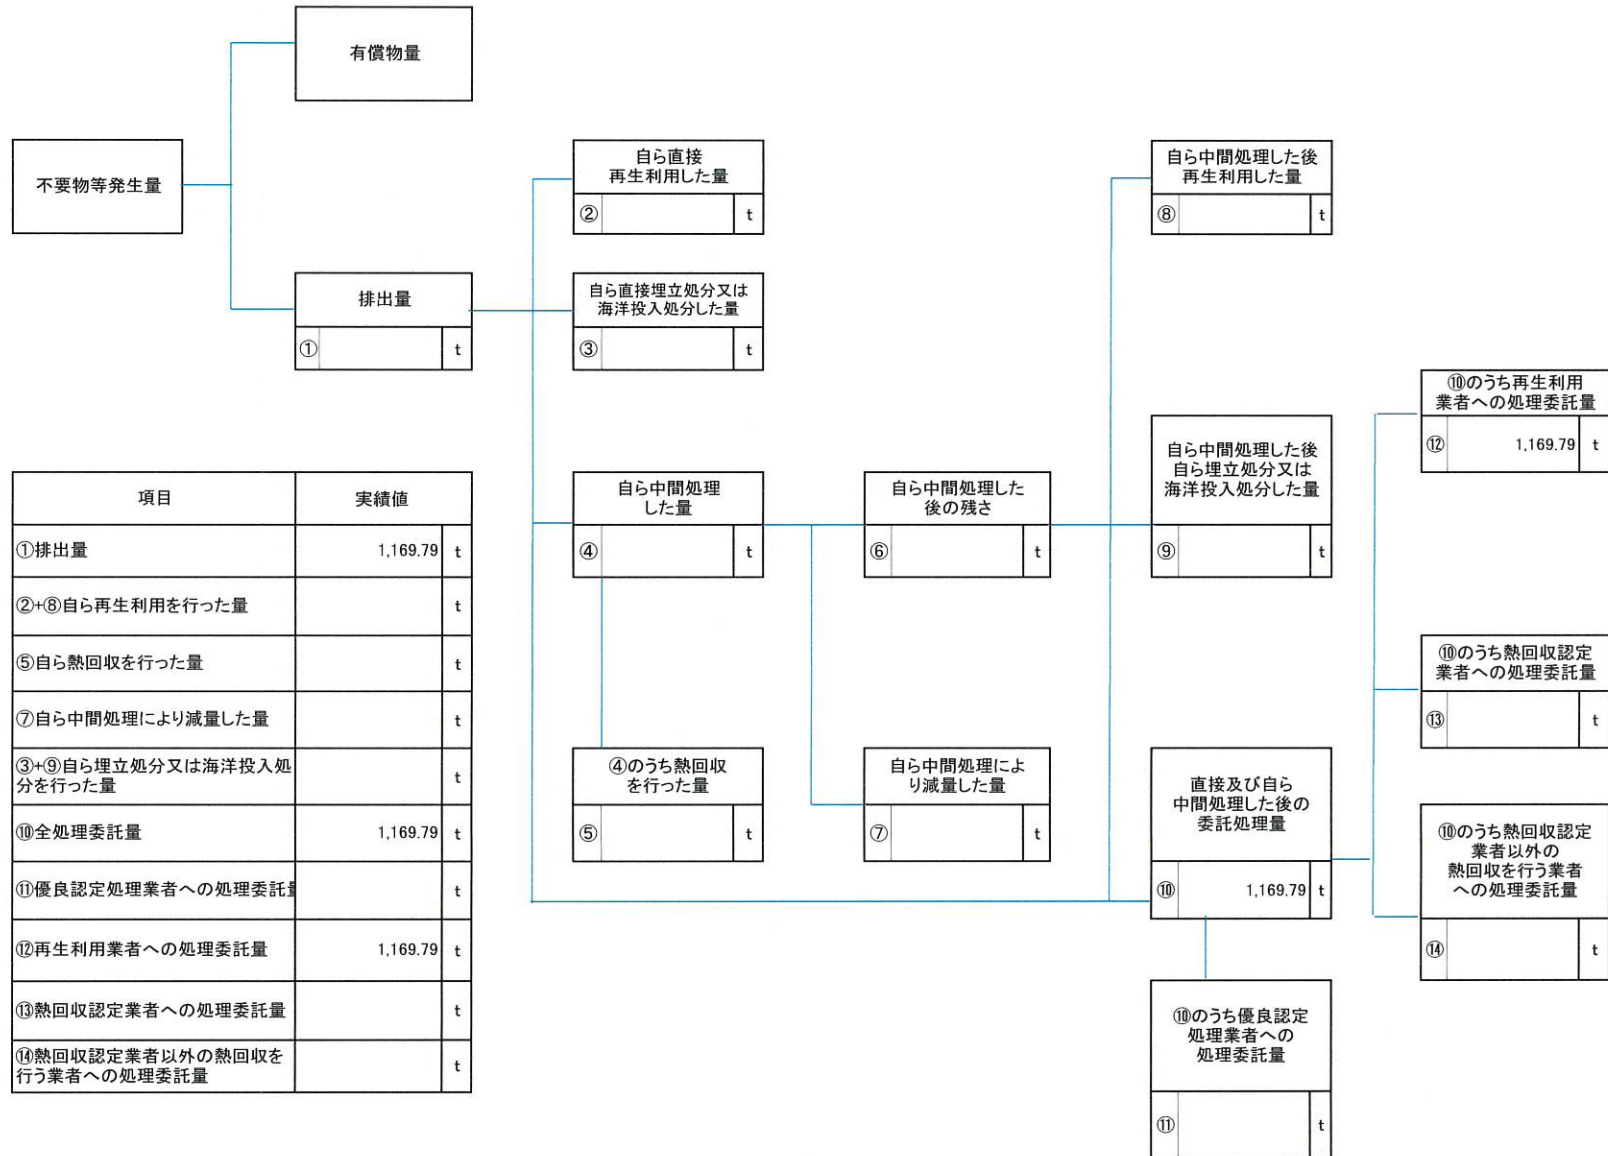 有償物量
不要物等発生量
排出量
① t
自ら直接
再生利用した量
② t
自ら直接埋立処分又は
海洋投入処分した量
③ t
自ら中間処理
した量
④ t
④のうち熱回収
を行った量
⑤ t
自ら中間処理した
後の残さ
⑥ t
自ら中間処理によ
り減量した量
⑦ t
自ら中間処理した後
再生利用した量
⑧ t
自ら中間処理した後
自ら埋立処分又は
海洋投入処分した量
⑨ t
直接及び自ら
中間処理した後の
委託処理量
⑩ 1,169.79 t
⑩のうち優良認定
処理業者への
処理委託量
⑪ t
⑩のうち再生利用
業者への処理委託量
⑫ 1,169.79 t
⑩のうち熱回収認定
業者への処理委託量
⑬ t
⑩のうち熱回収認定
業者以外の
熱回収を行う業者
への処理委託量
⑭ t
項目 実績値
①排出量 1,169.79 t
②+⑧自ら再生利用を行った量 t
⑤自ら熱回収を行った量 t
⑦自ら中間処理により減量した量 t
③+⑨自ら埋立処分又は海洋投入処
分を行った量 t
⑩全処理委託量 1,169.79 t
⑪優良認定処理業者への処理委託量 t
⑫再生利用業者への処理委託量 1,169.79 t
⑬熱回収認定業者への処理委託量 t
⑭熱回収認定業者以外の熱回収を
行う業者への処理委託量 t